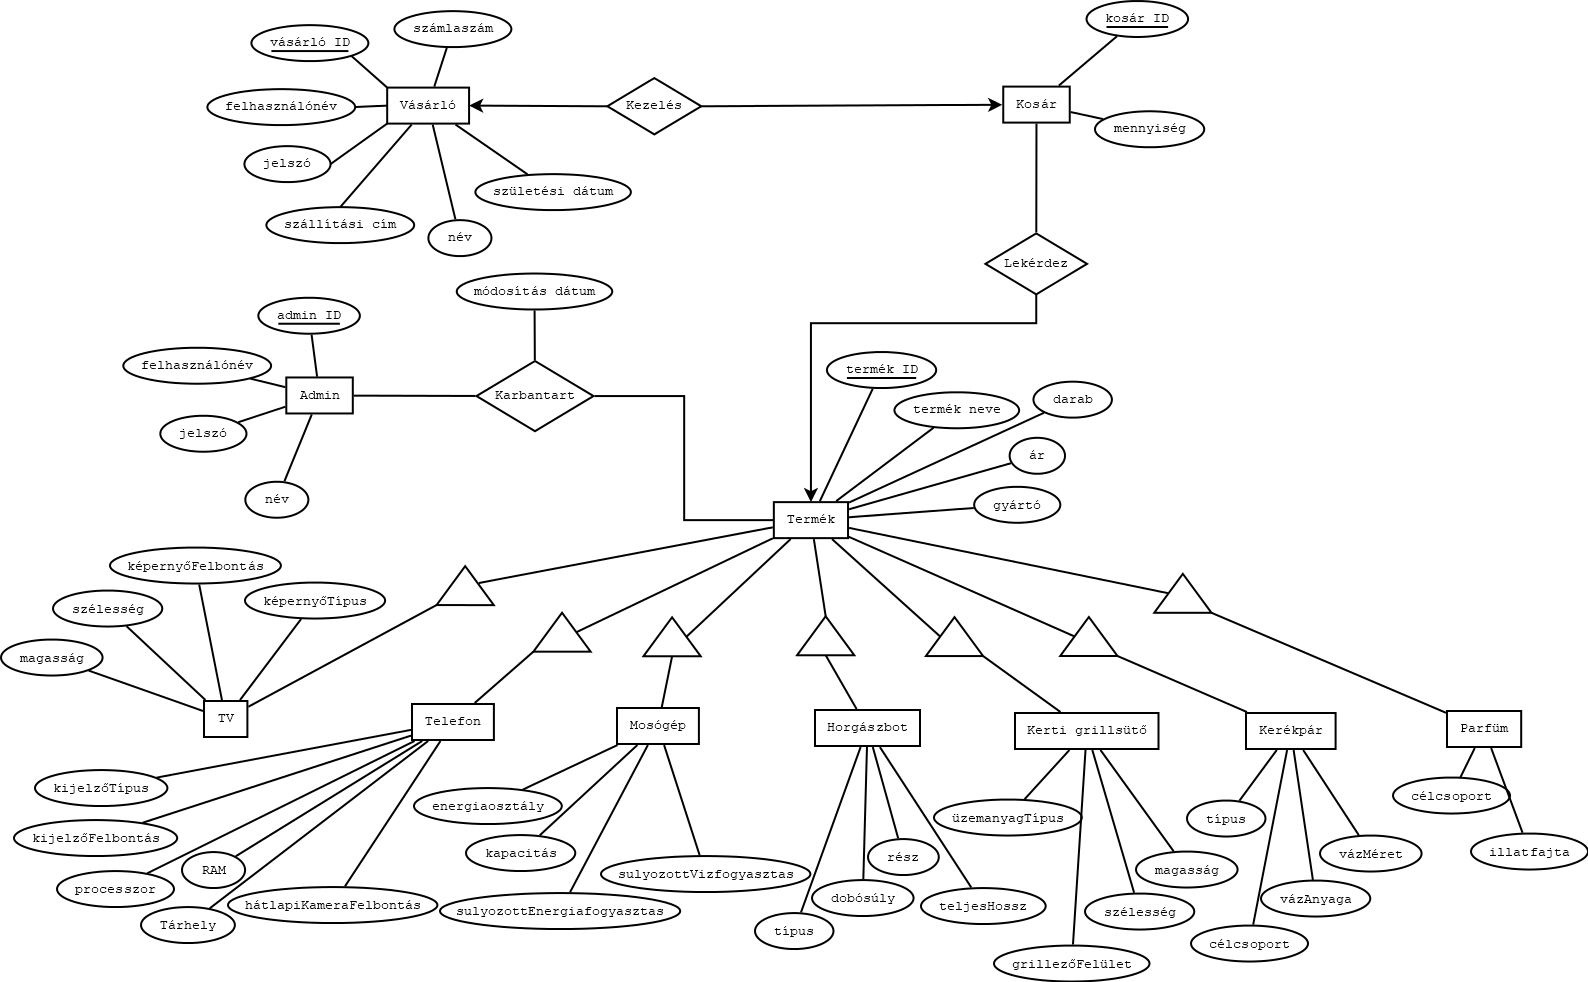 kosár ID
számlaszám
vásárló ID
felhasználónév
Vásárló
Kezelés
Kosár
mennyiség
jelszó
születési dátum
szállítási cím
név
Lekérdez
módosítás dátum
admin ID
felhasználónév
termék ID
Admin
Karbantart
darab
termék neve
jelszó
ár
név
gyártó
Termék
képernyőFelbontás
képernyőTípus
szélesség
magasság
TV
Telefon
Mosógép
Horgászbot
Kerti grillsütő
Kerékpár
Parfüm
kijelzőTípus
célcsoport
energiaosztály
üzemanyagTípus
típus
kijelzőFelbontás
kapacitás
rész
vázMéret
illatfajta
RAM
magasság
processzor
sulyozottVizfogyasztas
dobósúly
vázAnyaga
hátlapiKameraFelbontás
sulyozottEnergiafogyasztas
teljesHossz
szélesség
Tárhely
típus
célcsoport
grillezőFelület